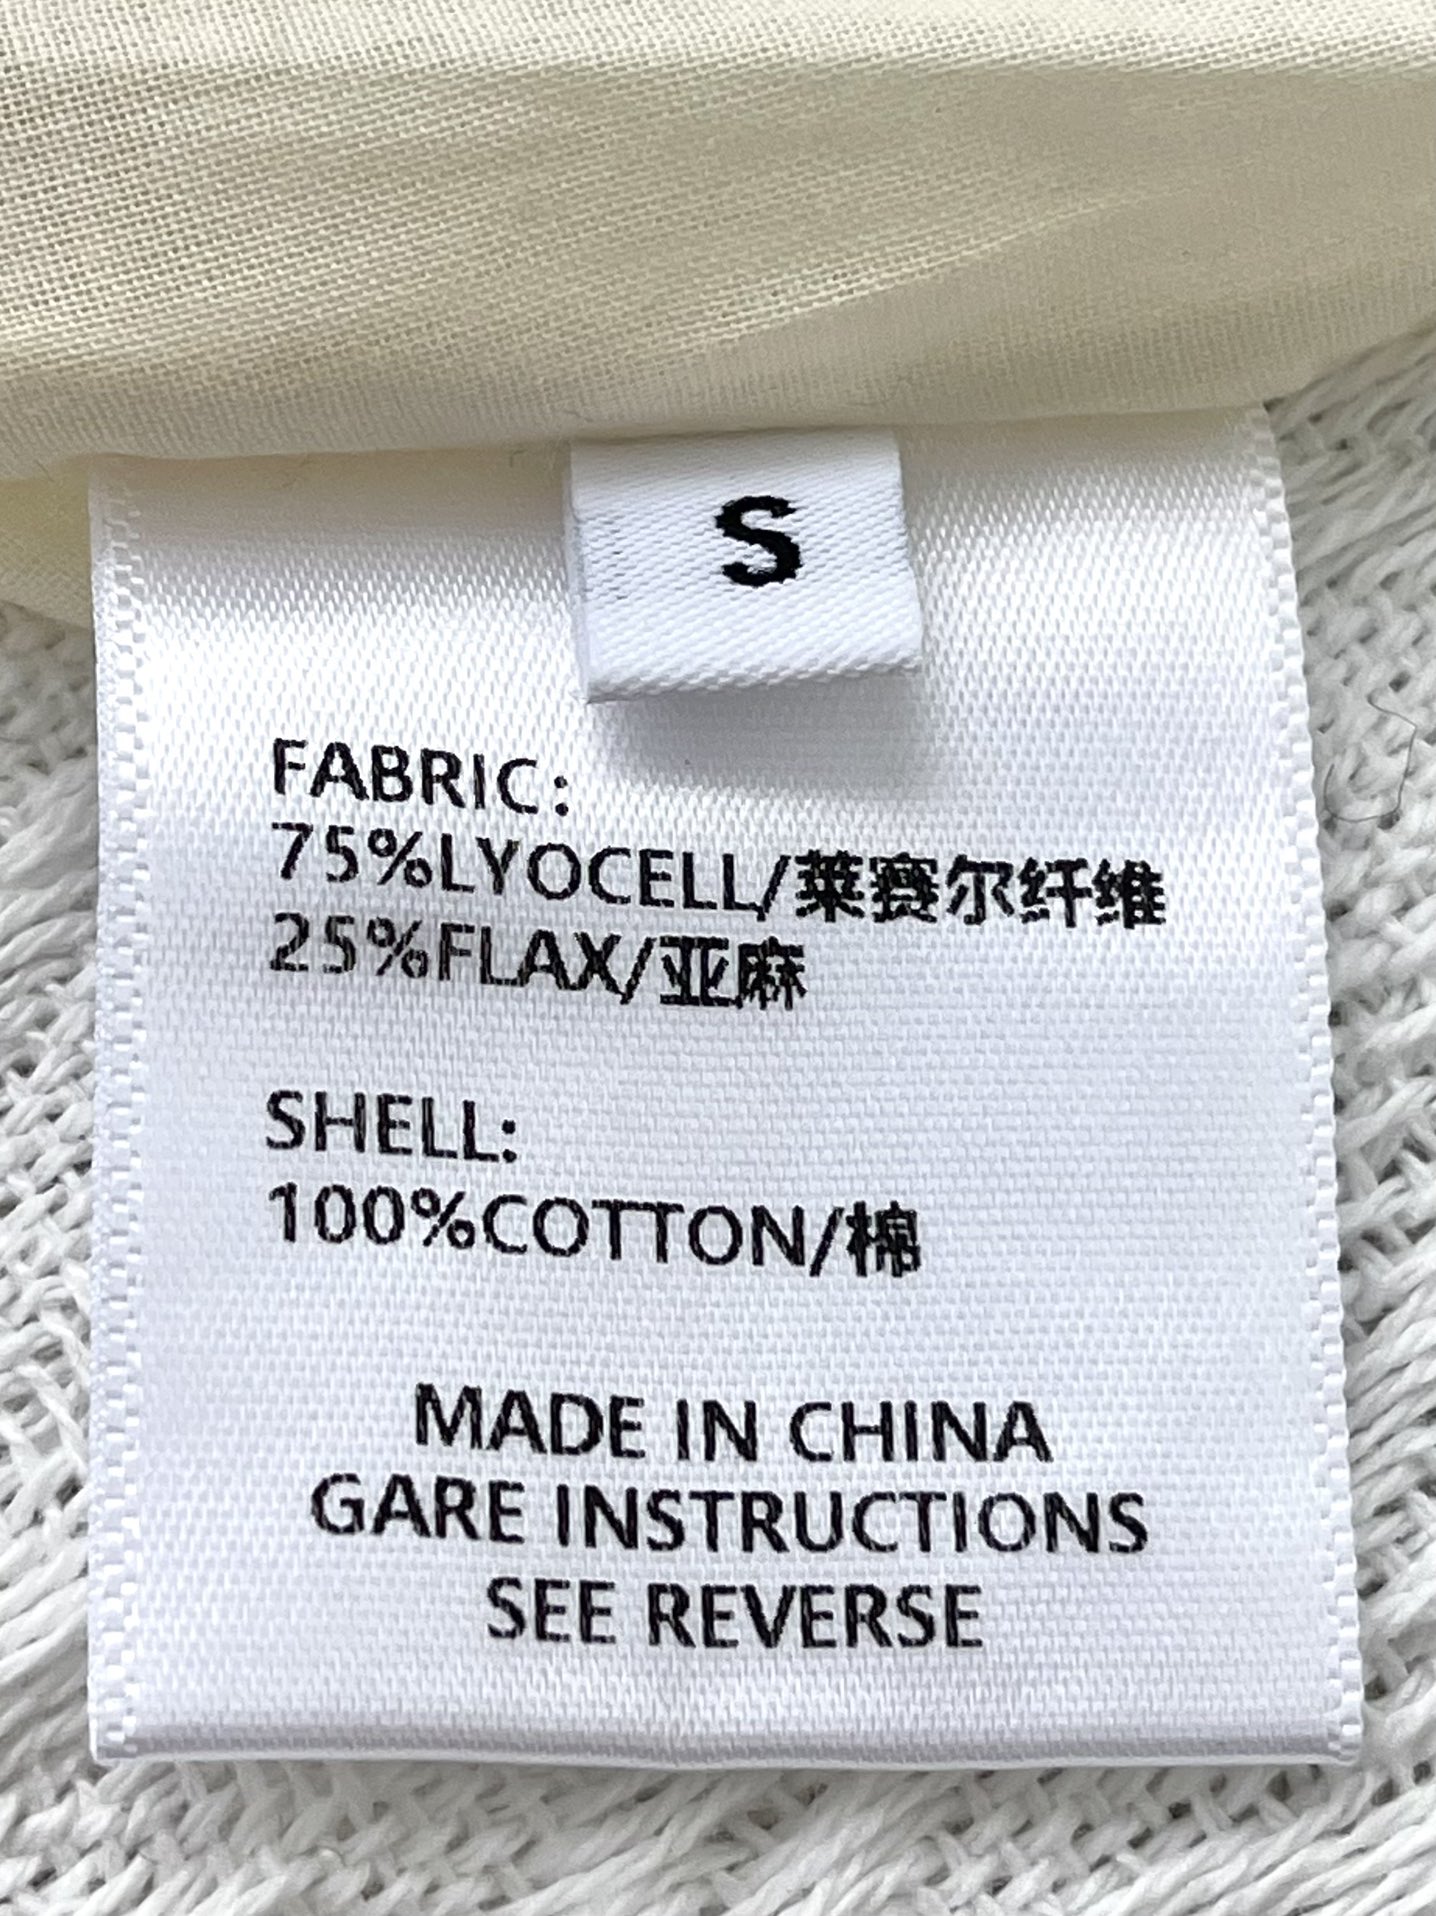 S
FABRIC:
75%LYOCELL/莱赛尔纤维
25%FLAX/亚麻
SHELL:
100%COTTON/棉
MADE IN CHINA
GARE INSTRUCTIONS
SEE REVERSE